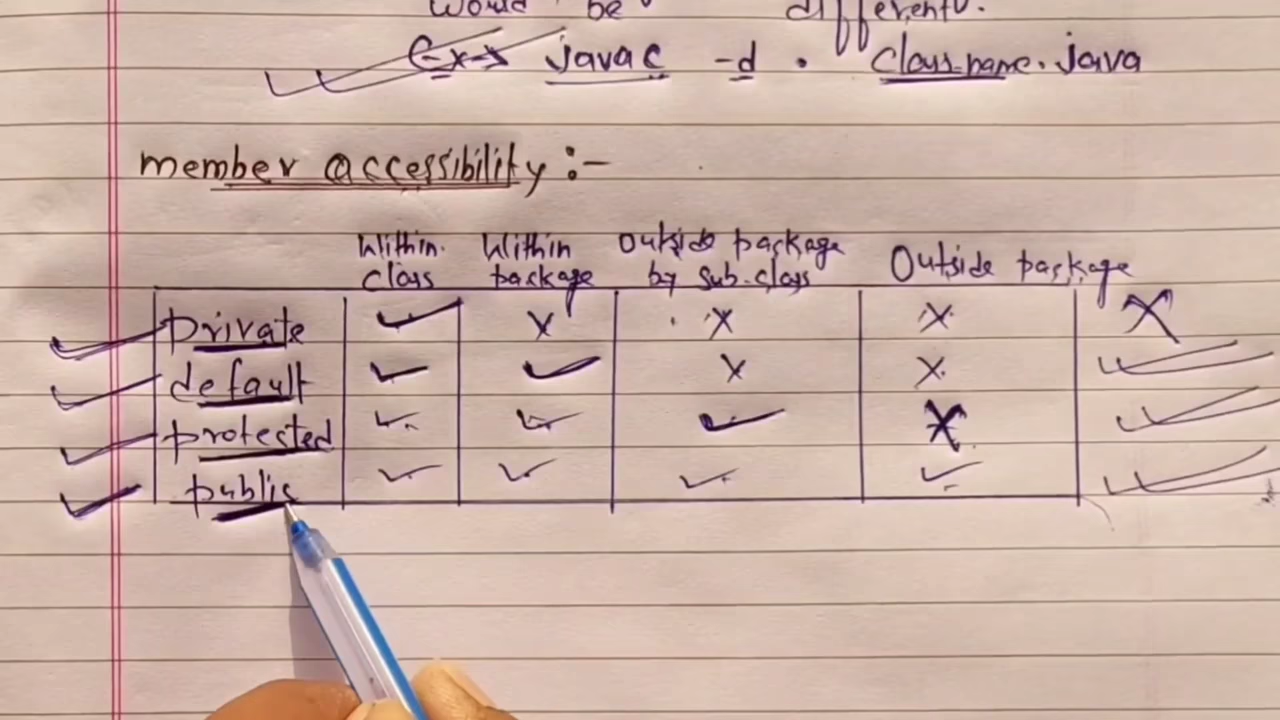 would be different.
Ex→ javac -d . Class-name.java
member accessibility :-
Within class Within package Outside package by sub-class Outside package
private ✓ X X X X
default ✓ ✓ X X ✓
protected ✓ ✓ ✓ X ✓
public ✓ ✓ ✓ ✓ ✓